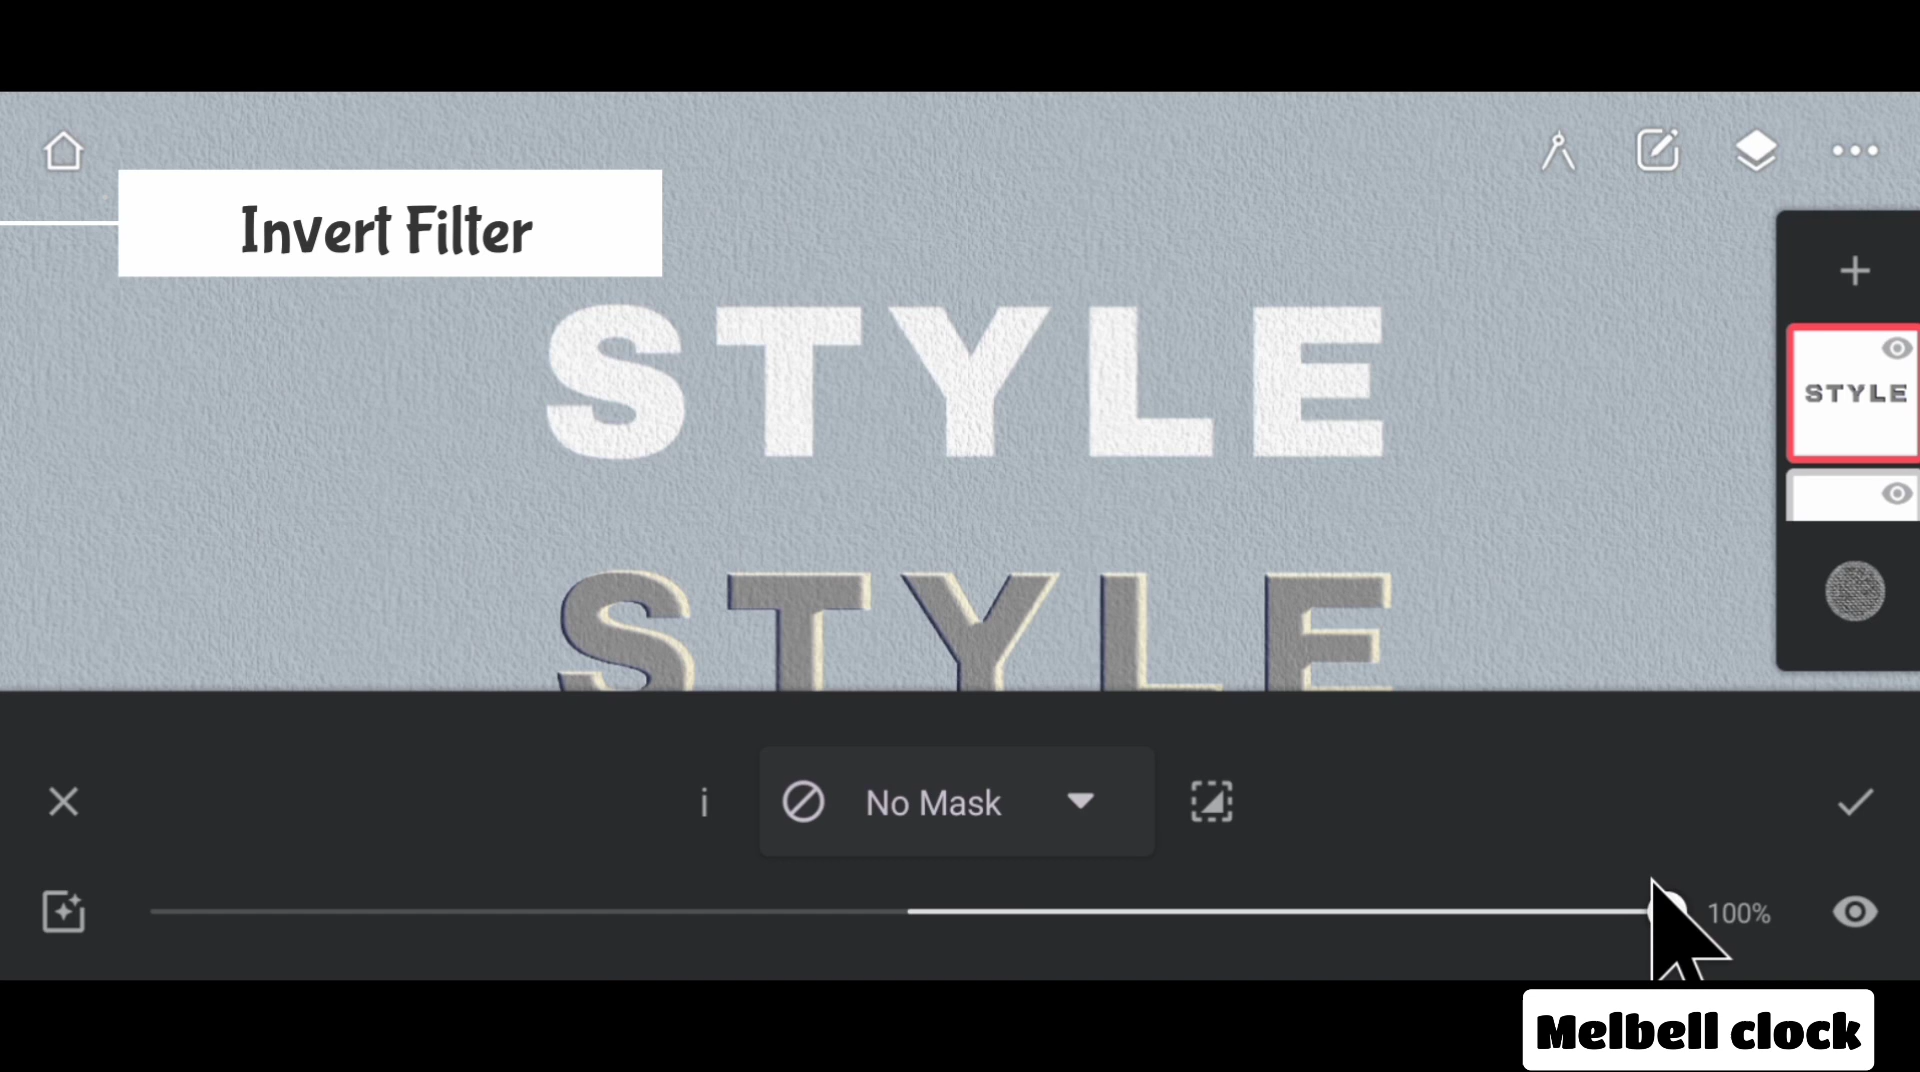 Invert Filter
STYLE
STYLE
STYLE
i
No Mask
100%
Melbell clock